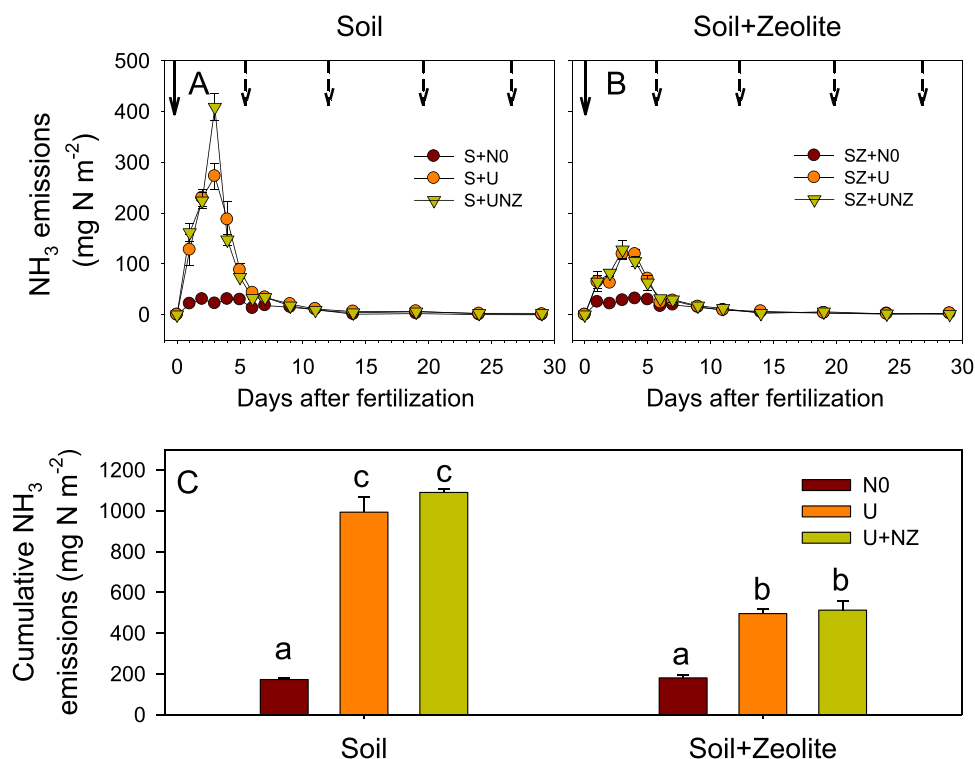 Soil
Soil+Zeolite
NH3 emissions
(mg N m-2)
500
400
300
200
100
0
A
S+N0
S+U
S+UNZ
0 5 10 15 20 25 30
Days after fertilization
B
SZ+N0
SZ+U
SZ+UNZ
0 5 10 15 20 25 30
Days after fertilization
Cumulative NH3
emissions (mg N m-2)
1200
1000
800
600
400
200
0
C
a
c
c
a
b
b
N0
U
U+NZ
Soil
Soil+Zeolite